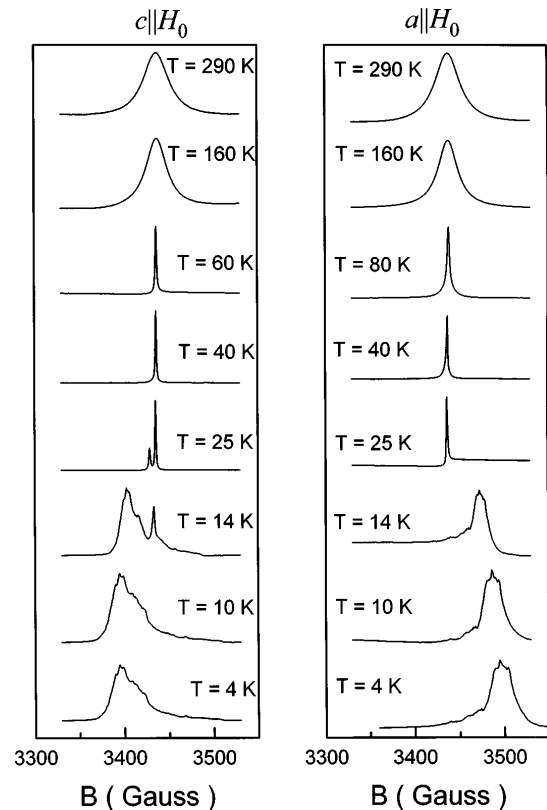 c||H₀
T = 290 K
T = 160 K
T = 60 K
T = 40 K
T = 25 K
T = 14 K
T = 10 K
T = 4 K
3300 3400 3500
B ( Gauss )
a||H₀
T = 290 K
T = 160 K
T = 80 K
T = 40 K
T = 25 K
T = 14 K
T = 10 K
T = 4 K
3300 3400 3500
B ( Gauss )